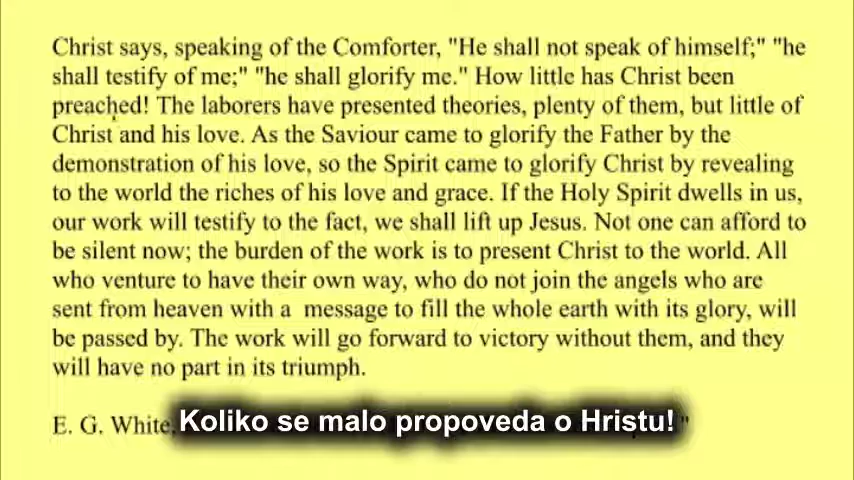 Christ says, speaking of the Comforter, "He shall not speak of himself;" "he
shall testify of me;" "he shall glorify me." How little has Christ been
preached! The laborers have presented theories, plenty of them, but little of
Christ and his love. As the Saviour came to glorify the Father by the
demonstration of his love, so the Spirit came to glorify Christ by revealing
to the world the riches of his love and grace. If the Holy Spirit dwells in us,
our work will testify to the fact, we shall lift up Jesus. Not one can afford to
be silent now; the burden of the work is to present Christ to the world. All
who venture to have their own way, who do not join the angels who are
sent from heaven with a message to fill the whole earth with its glory, will
be passed by. The work will go forward to victory without them, and they
will have no part in its triumph.
E. G. White,
Koliko se malo propoveda o Hristu!